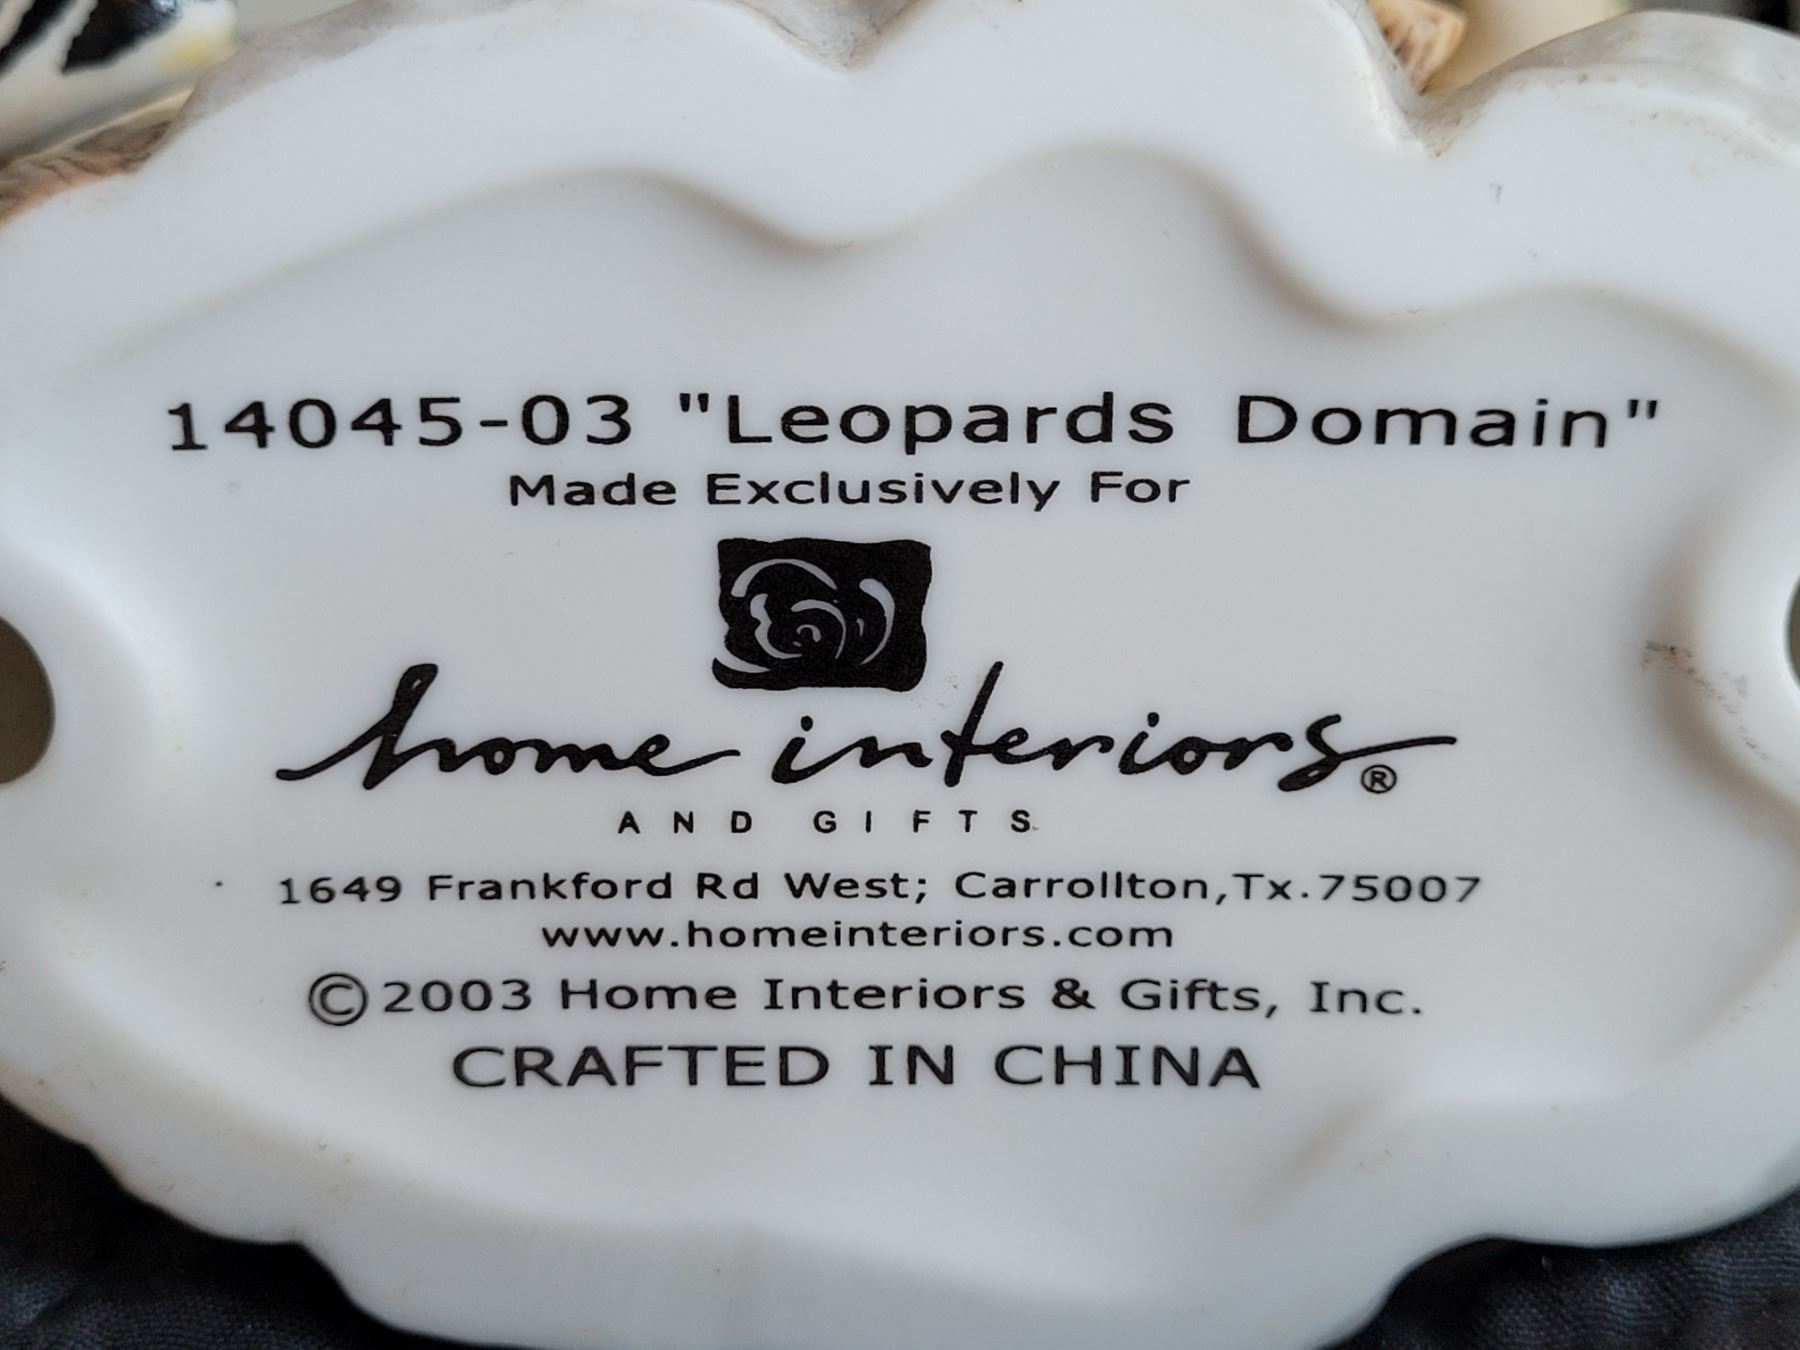 14045-03 "Leopards Domain"
Made Exclusively For
home interiors®
AND GIFTS
1649 Frankford Rd West; Carrollton,Tx.75007
www.homeinteriors.com
©2003 Home Interiors & Gifts, Inc.
CRAFTED IN CHINA